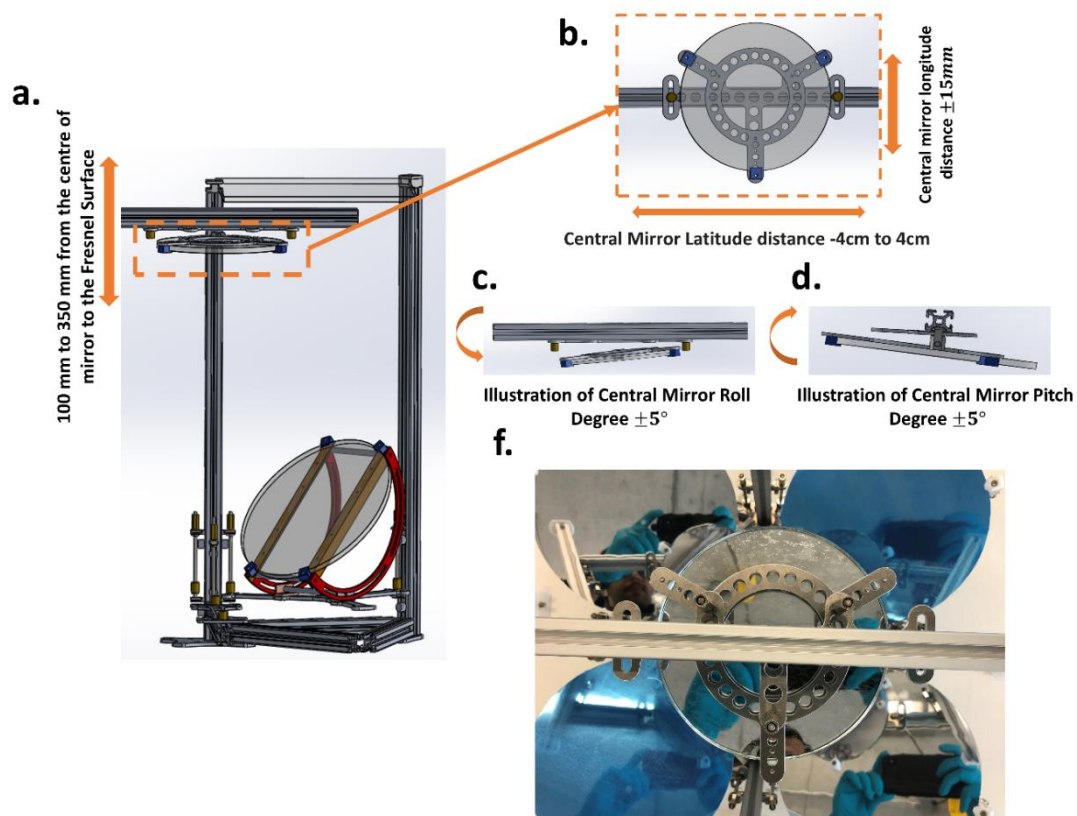 a.
100 mm to 350 mm from the centre of
mirror to the Fresnel Surface
b.
Central mirror longitude
distance ±15mm
Central Mirror Latitude distance -4cm to 4cm
c.
Illustration of Central Mirror Roll
Degree ±5°
d.
Illustration of Central Mirror Pitch
Degree ±5°
f.